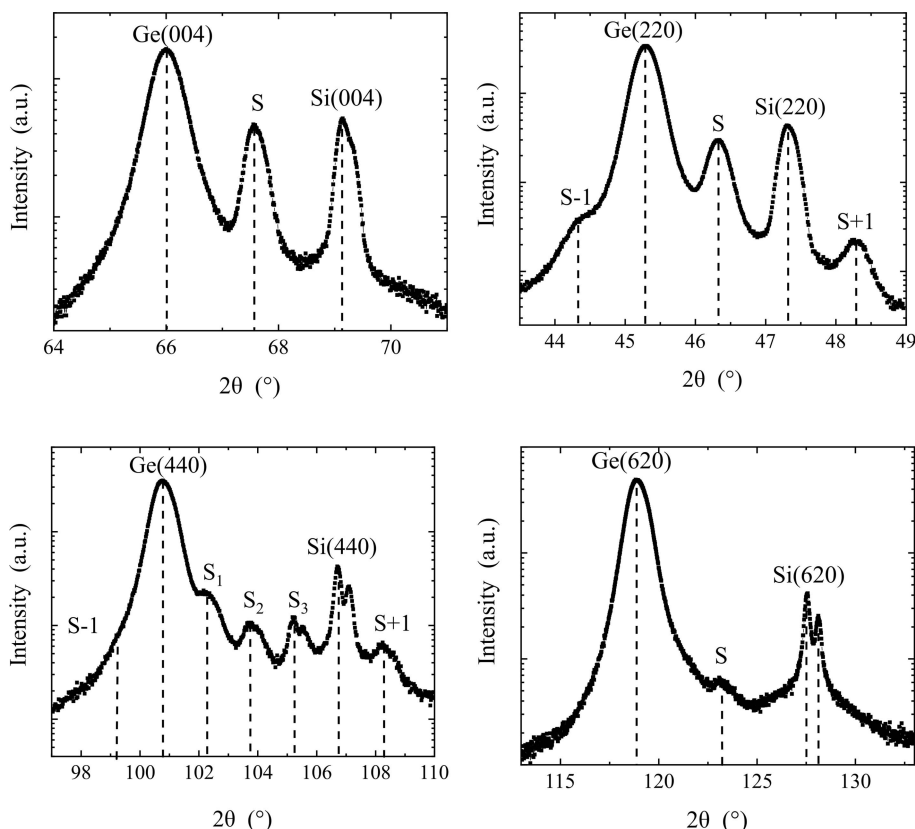 Ge(004)
S
Si(004)
Intensity (a.u.)
64 66 68 70
2θ (°)
Ge(220)
S-1
S
Si(220)
S+1
Intensity (a.u.)
44 45 46 47 48 49
2θ (°)
Ge(440)
S-1
S₁
S₂
S₃
Si(440)
S+1
Intensity (a.u.)
98 100 102 104 106 108 110
2θ (°)
Ge(620)
S
Si(620)
Intensity (a.u.)
115 120 125 130
2θ (°)